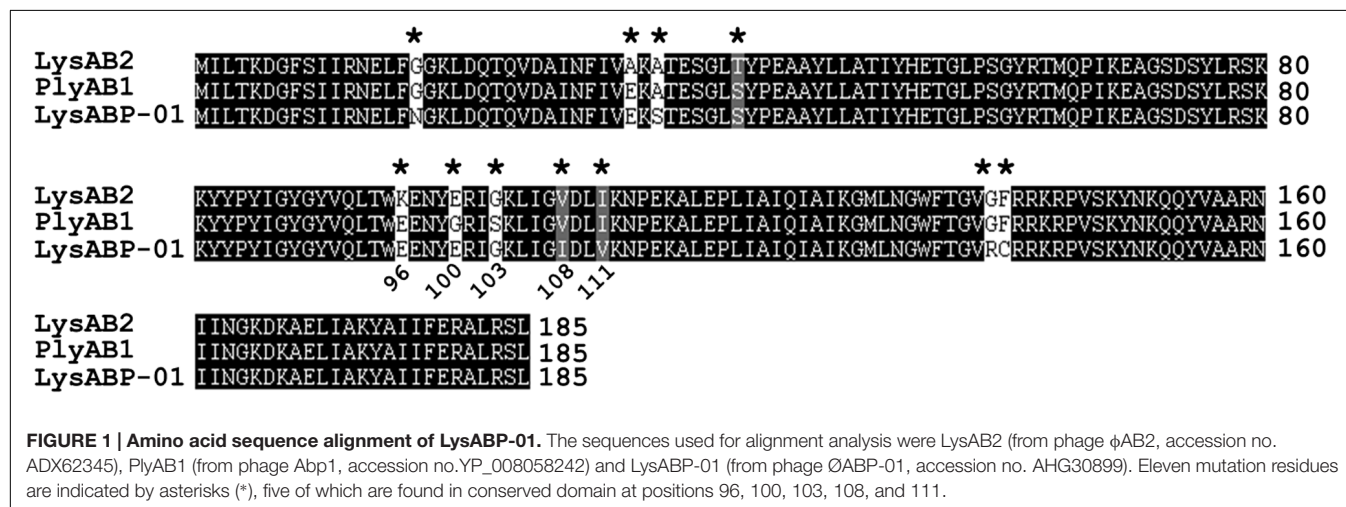 * * * *
LysAB2 MILTKDGFSIIRNELFGGKLDQTQVDAINFIVAKATESGLTYPEAAYLLATIYHETGLPSGYRTMQPIKEAGSDSYLRSK 80
PlyAB1 MILTKDGFSIIRNELFGGKLDQTQVDAINFIVEKATESGLSYPEAAYLLATIYHETGLPSGYRTMQPIKEAGSDSYLRSK 80
LysABP-01 MILTKDGFSIIRNELFNGKLDQTQVDAINFIVEKSTESGLSYPEAAYLLATIYHETGLPSGYRTMQPIKEAGSDSYLRSK 80
* * * * * * *
LysAB2 KYYPYIGYGYVQLTWKENYERIGKLIGVDLIKNPEKALEPLIAIQIAIKGMLNGWFTGVGFRRKRPVSKYNKQQYVAARN 160
PlyAB1 KYYPYIGYGYVQLTWEENYGRISKLIGVDLIKNPEKALEPLIAIQIAIKGMLNGWFTGVGFRRKRPVSKYNKQQYVAARN 160
LysABP-01 KYYPYIGYGYVQLTWEENYERIGKLIGIDLVKNPEKALEPLIAIQIAIKGMLNGWFTGVRCRRKRPVSKYNKQQYVAARN 160
96 100 103 108 111
LysAB2 IINGKDKAELIAKYAIIFERALRSL 185
PlyAB1 IINGKDKAELIAKYAIIFERALRSL 185
LysABP-01 IINGKDKAELIAKYAIIFERALRSL 185
FIGURE 1 | Amino acid sequence alignment of LysABP-01. The sequences used for alignment analysis were LysAB2 (from phage ϕAB2, accession no.
ADX62345), PlyAB1 (from phage Abp1, accession no.YP_008058242) and LysABP-01 (from phage ØABP-01, accession no. AHG30899). Eleven mutation residues
are indicated by asterisks (*), five of which are found in conserved domain at positions 96, 100, 103, 108, and 111.